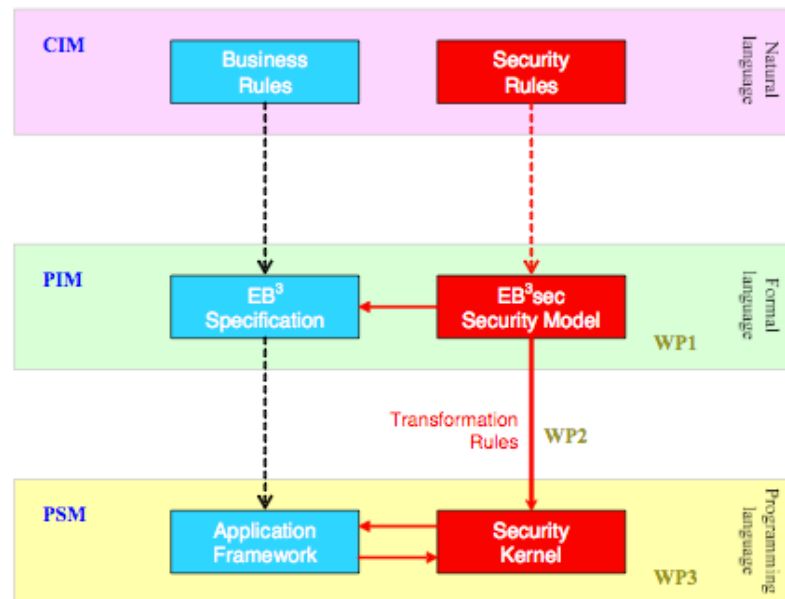 CIM
Business
Rules
Security
Rules
Natural
language
PIM
EB³
Specification
EB³sec
Security Model
WP1
Formal
language
Transformation
Rules
WP2
PSM
Application
Framework
Security
Kernel
WP3
Programming
language